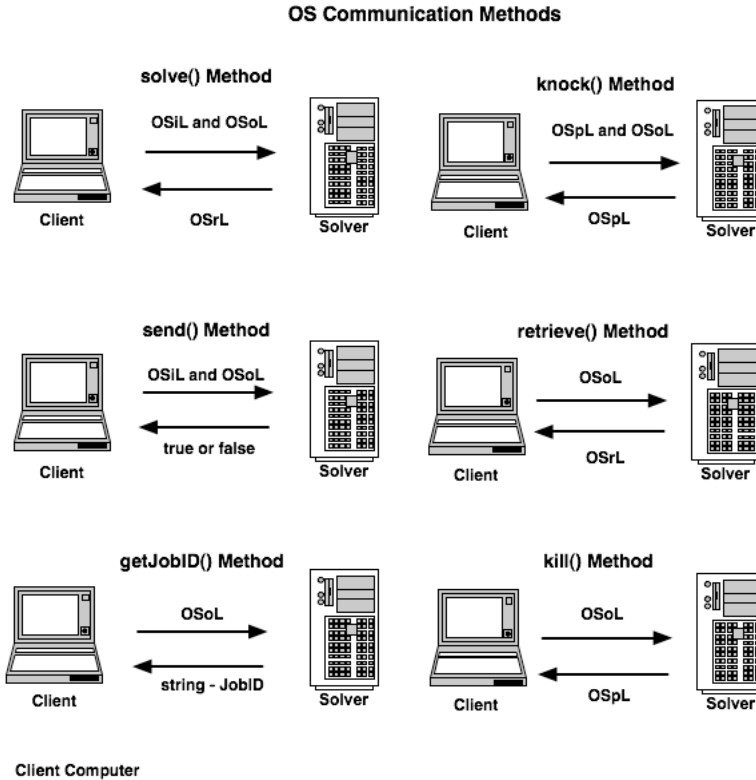 OS Communication Methods
solve() Method
OSiL and OSoL
OSrL
Client
Solver
knock() Method
OSpL and OSoL
OSpL
Client
Solver
send() Method
OSiL and OSoL
true or false
Client
Solver
retrieve() Method
OSoL
OSrL
Client
Solver
getJobID() Method
OSoL
string - JobID
Client
Solver
kill() Method
OSoL
OSpL
Client
Solver
Client Computer